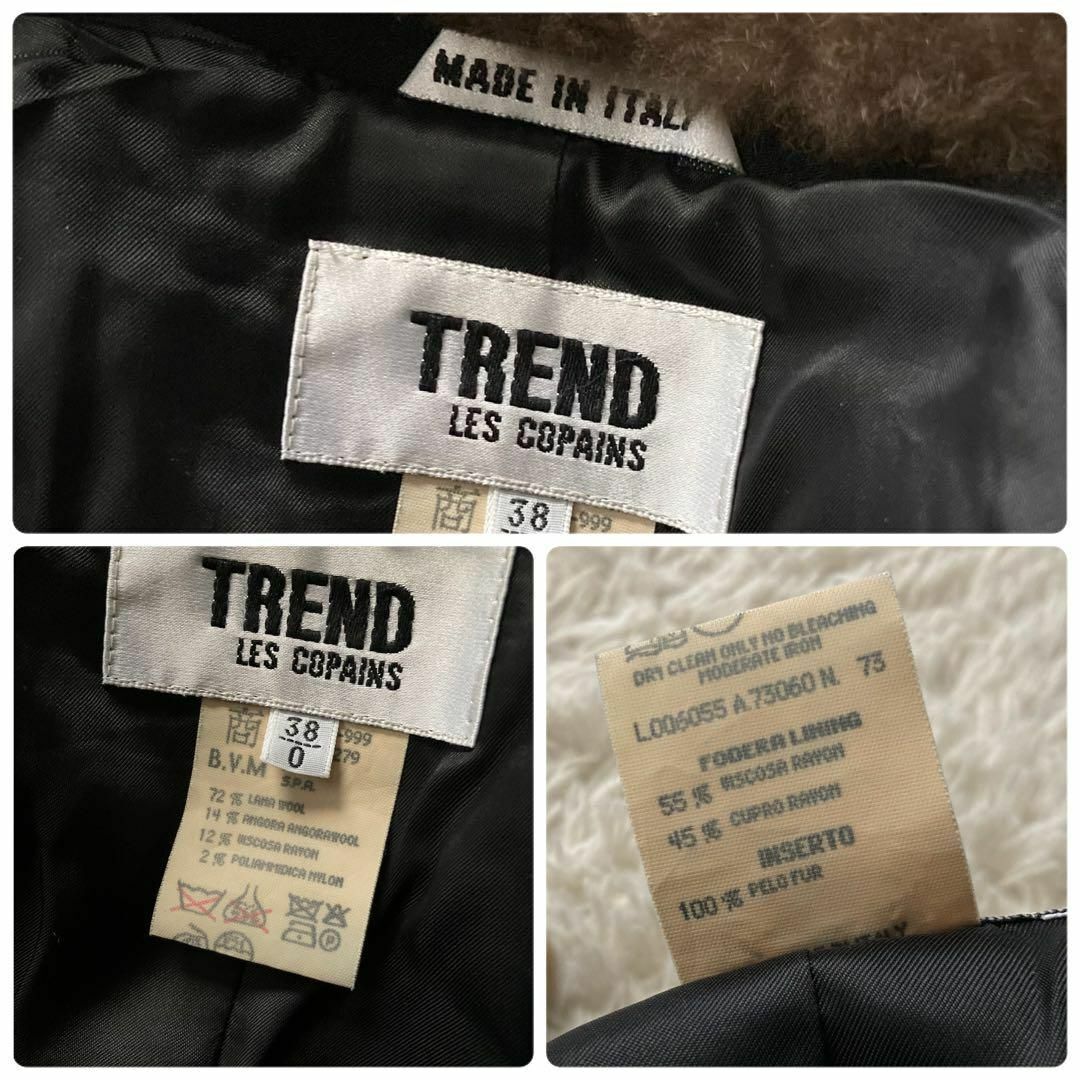 MADE IN ITALY
TREND
LES COPAINS
商 38 -999
TREND
LES COPAINS
商 38 -999
0 279
B.V.M S.P.A.
72% LANA WOOL
14% ANGORA ANGORAWOOL
12% VISCOSA RAYON
2% POLIAMMIDICA NYLON
P
DRY CLEAN ONLY NO BLEACHING
MODERATE IRON
L006055 A 73060 N. 73
FODERA LINING
55% VISCOSA RAYON
45% CUPRO RAYON
INSERTO
100% PELO FUR